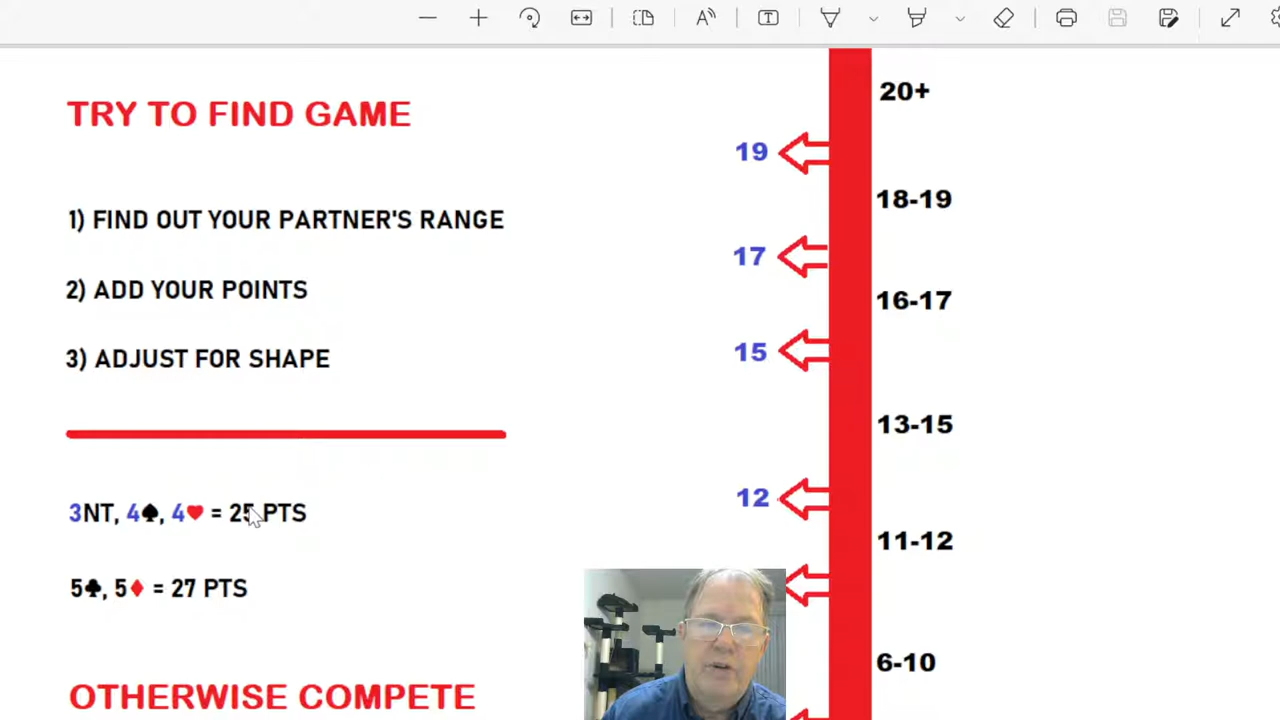 TRY TO FIND GAME
1) FIND OUT YOUR PARTNER'S RANGE
2) ADD YOUR POINTS
3) ADJUST FOR SHAPE
3NT, 4♠, 4♥ = 25 PTS
5♣, 5♦ = 27 PTS
OTHERWISE COMPETE
19
17
15
12
20+
18-19
16-17
13-15
11-12
6-10